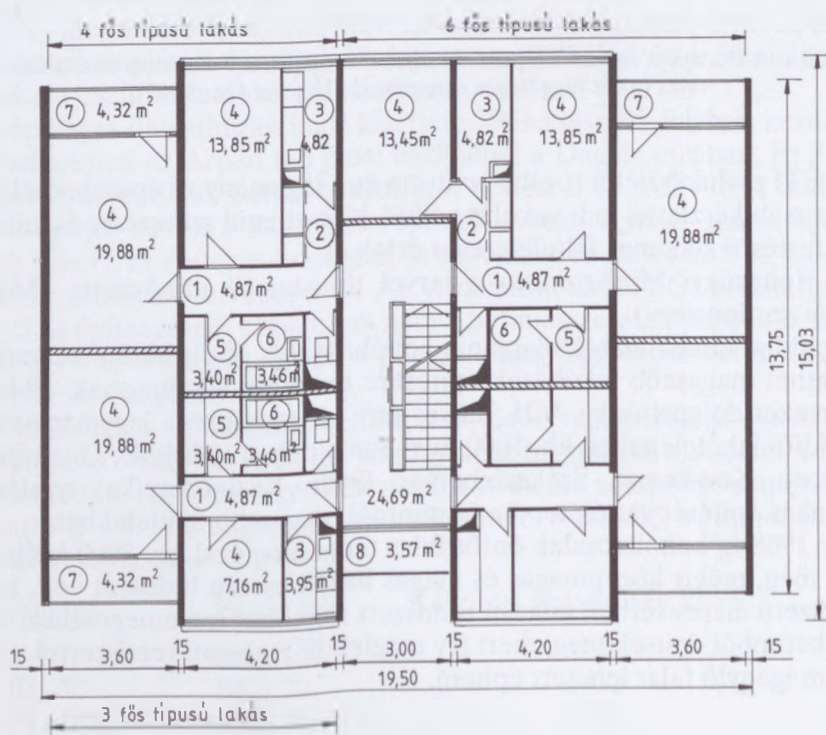 4 fős típusú lakás
6 fős típusú lakás
7 4,32 m²
4 13,85 m²
3 4,82
4 13,45 m²
3 4,82 m²
4 13,85 m²
7
4 19,88 m²
2
2
4 19,88 m²
1 4,87 m²
1 4,87 m²
5 3,40 m²
6 3,46 m²
6
5
13,75
15,03
4 19,88 m²
5 3,40 m²
6 3,46 m²
1 4,87 m²
24,69 m²
7 4,32 m²
4 7,16 m²
3 3,95 m²
8 3,57 m²
15 3,60 15 4,20 15 3,00 15 4,20 15 3,60 15
19,50
3 fős típusú lakás